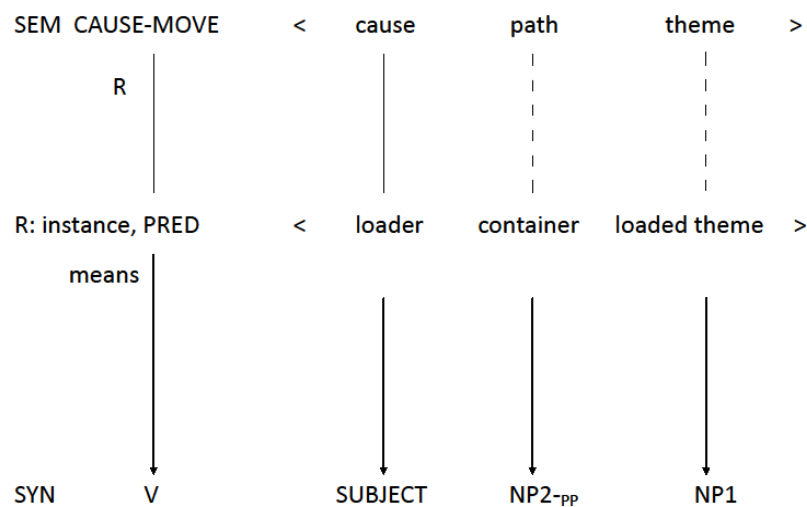 SEM CAUSE-MOVE < cause path theme >
R
R: instance, PRED < loader container loaded theme >
means
SYN V SUBJECT NP2-PP NP1